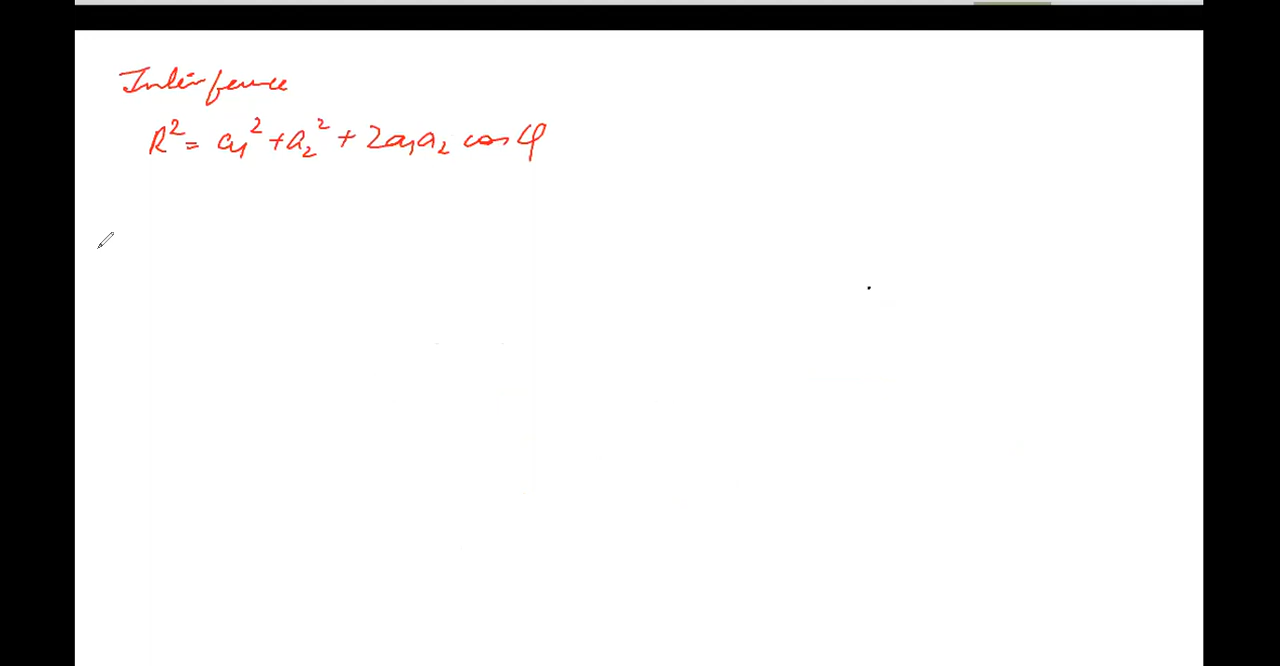 Interference
R² = a₁² + a₂² + 2a₁a₂ cos φ